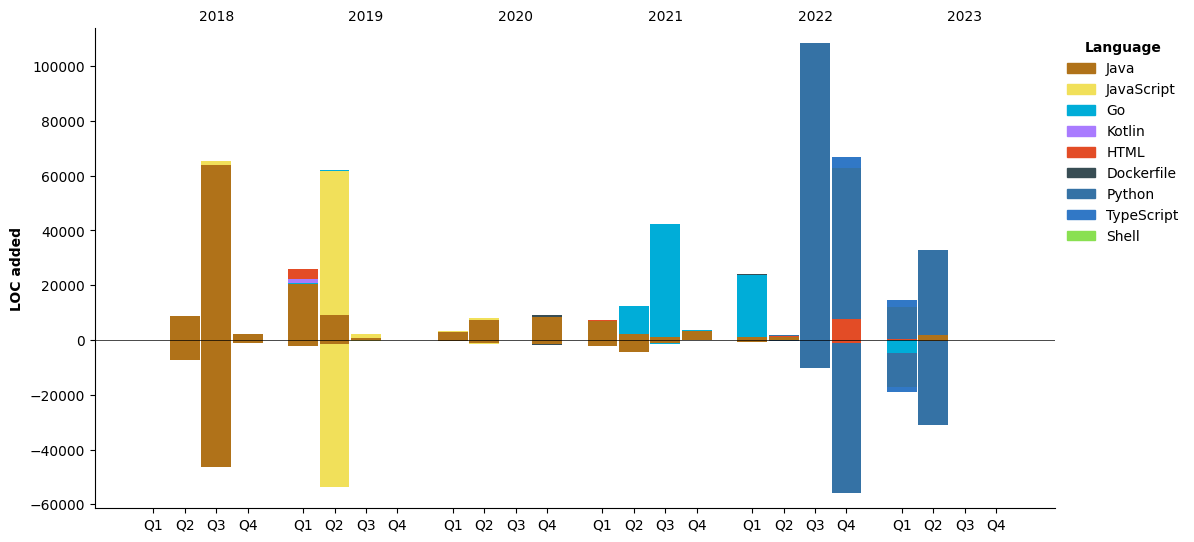 2018 2019 2020 2021 2022 2023
Language
Java
JavaScript
Go
Kotlin
HTML
Dockerfile
Python
TypeScript
Shell
LOC added
100000
80000
60000
40000
20000
0
−20000
−40000
−60000
Q1 Q2 Q3 Q4 Q1 Q2 Q3 Q4 Q1 Q2 Q3 Q4 Q1 Q2 Q3 Q4 Q1 Q2 Q3 Q4 Q1 Q2 Q3 Q4